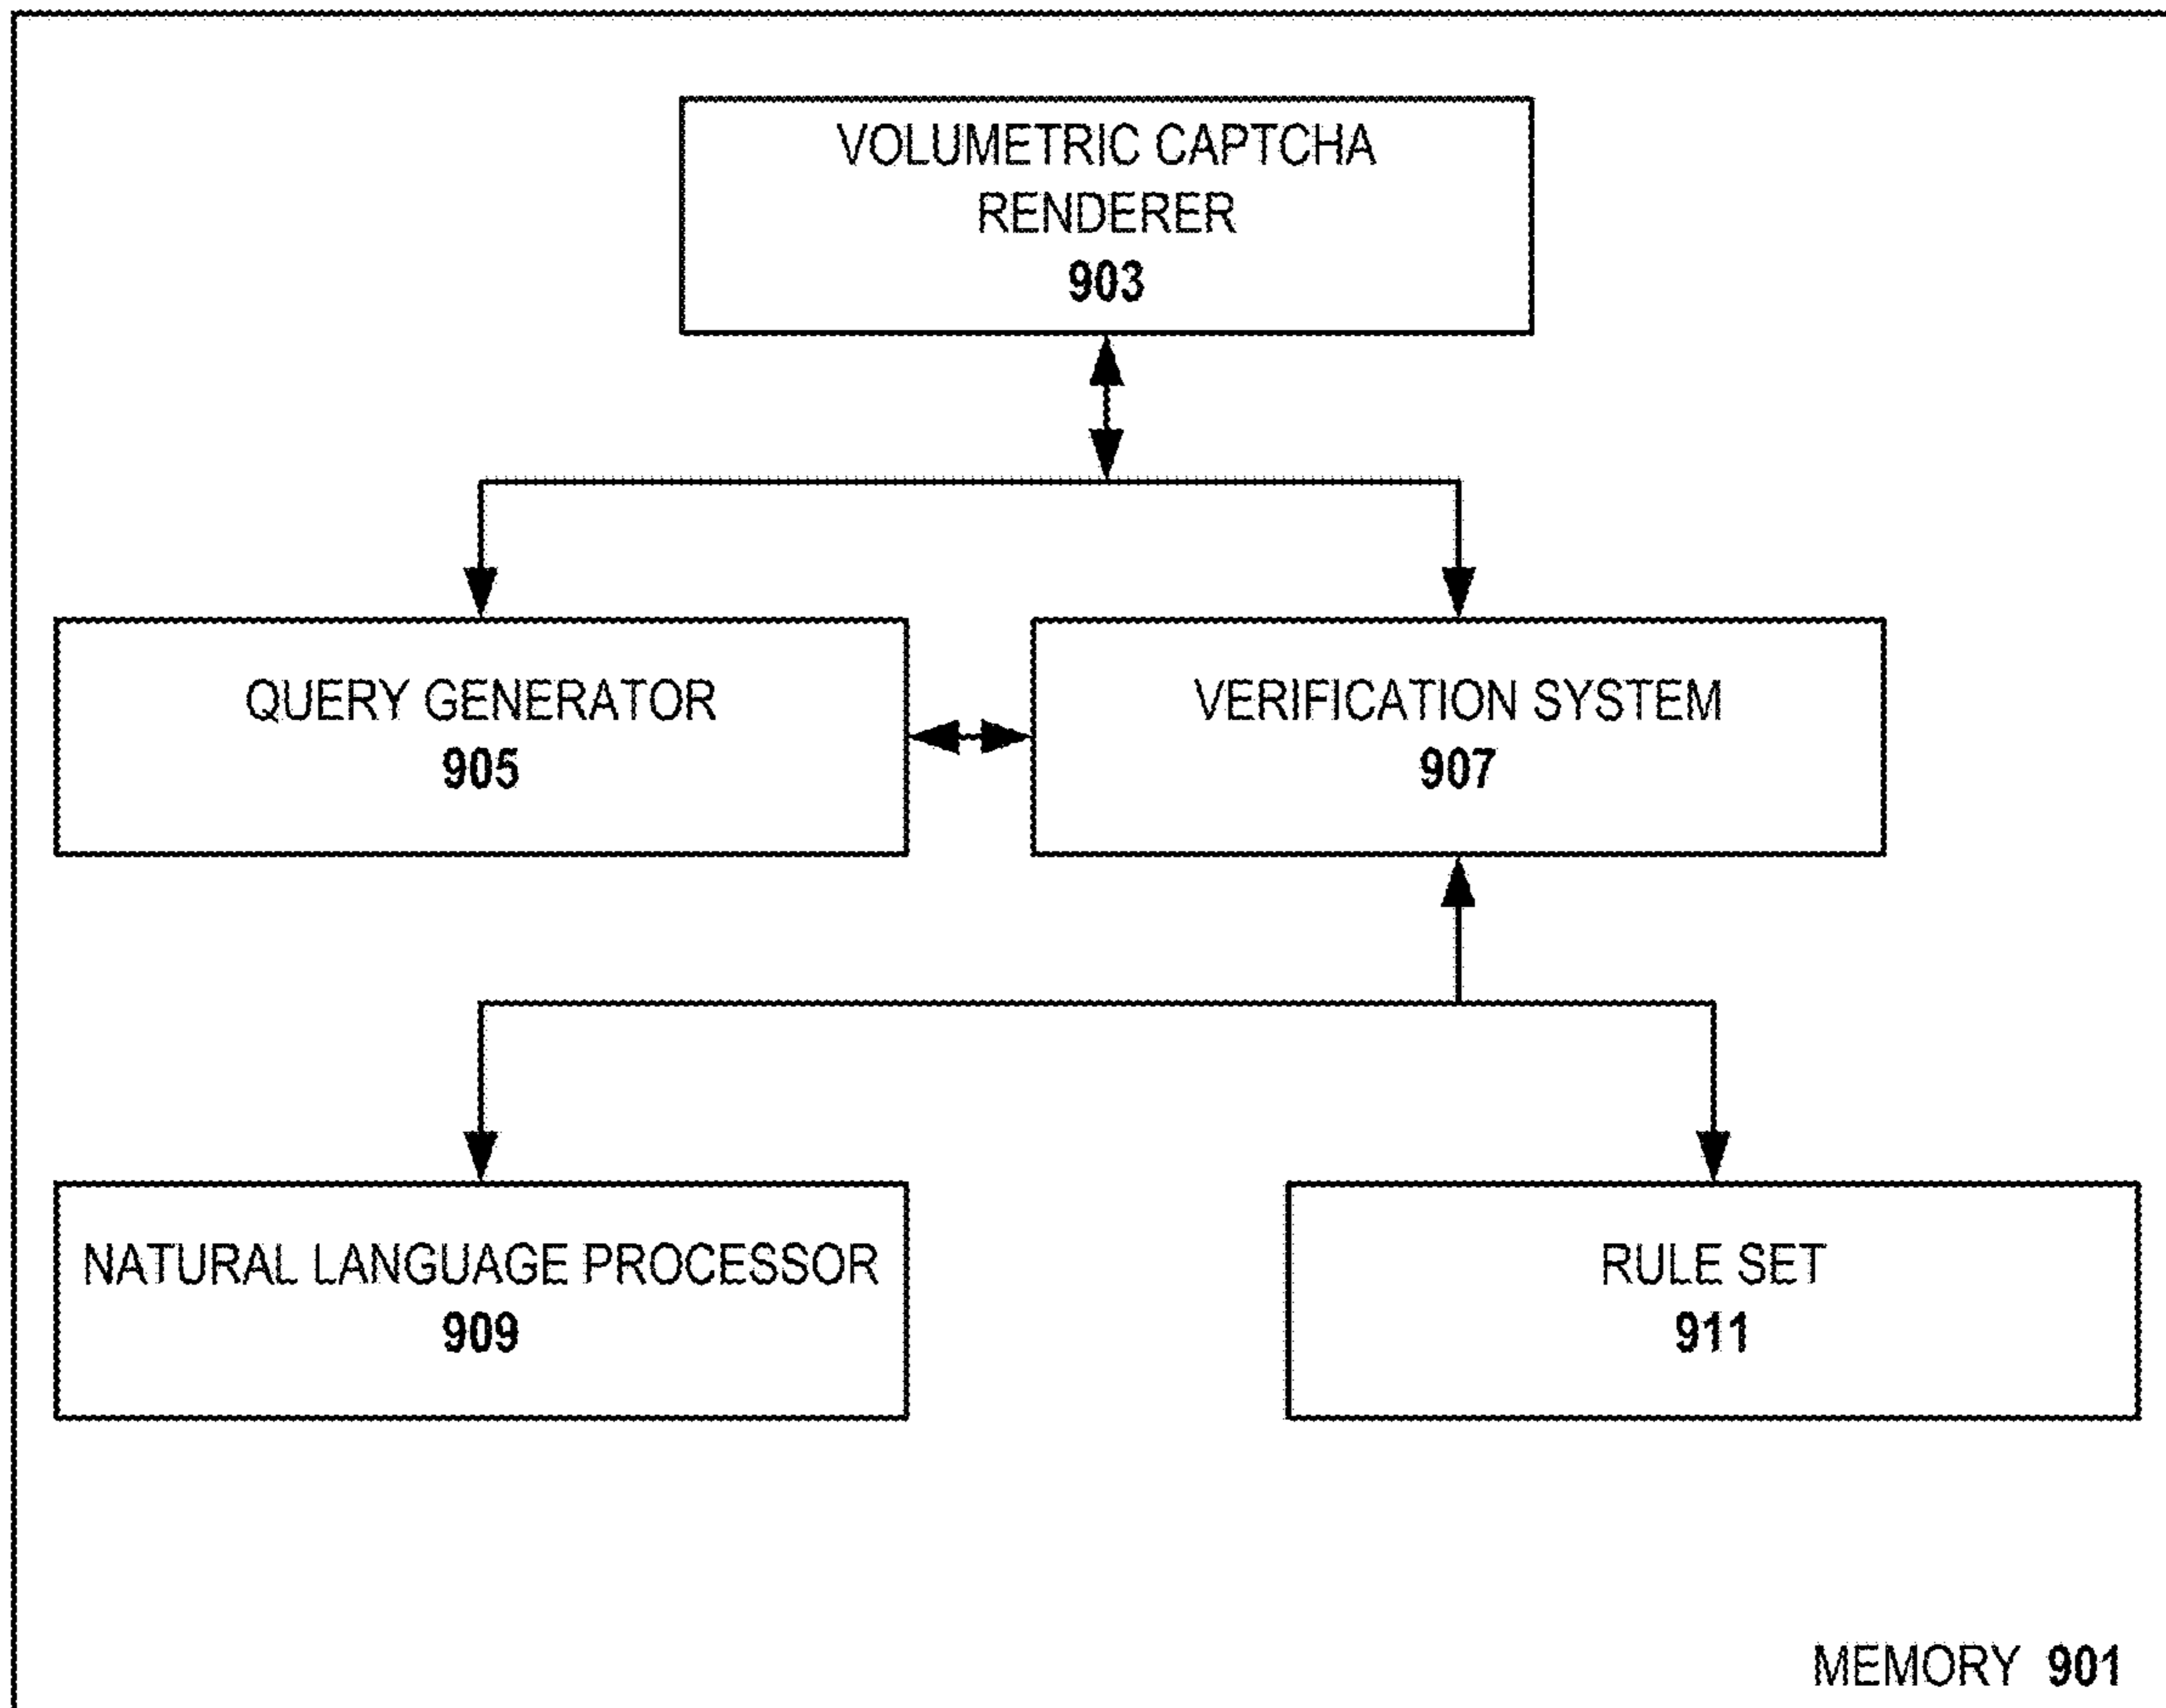 VOLUMETRIC CAPTCHA
RENDERER
903
QUERY GENERATOR
905
VERIFICATION SYSTEM
907
NATURAL LANGUAGE PROCESSOR
909
RULE SET
911
MEMORY 901